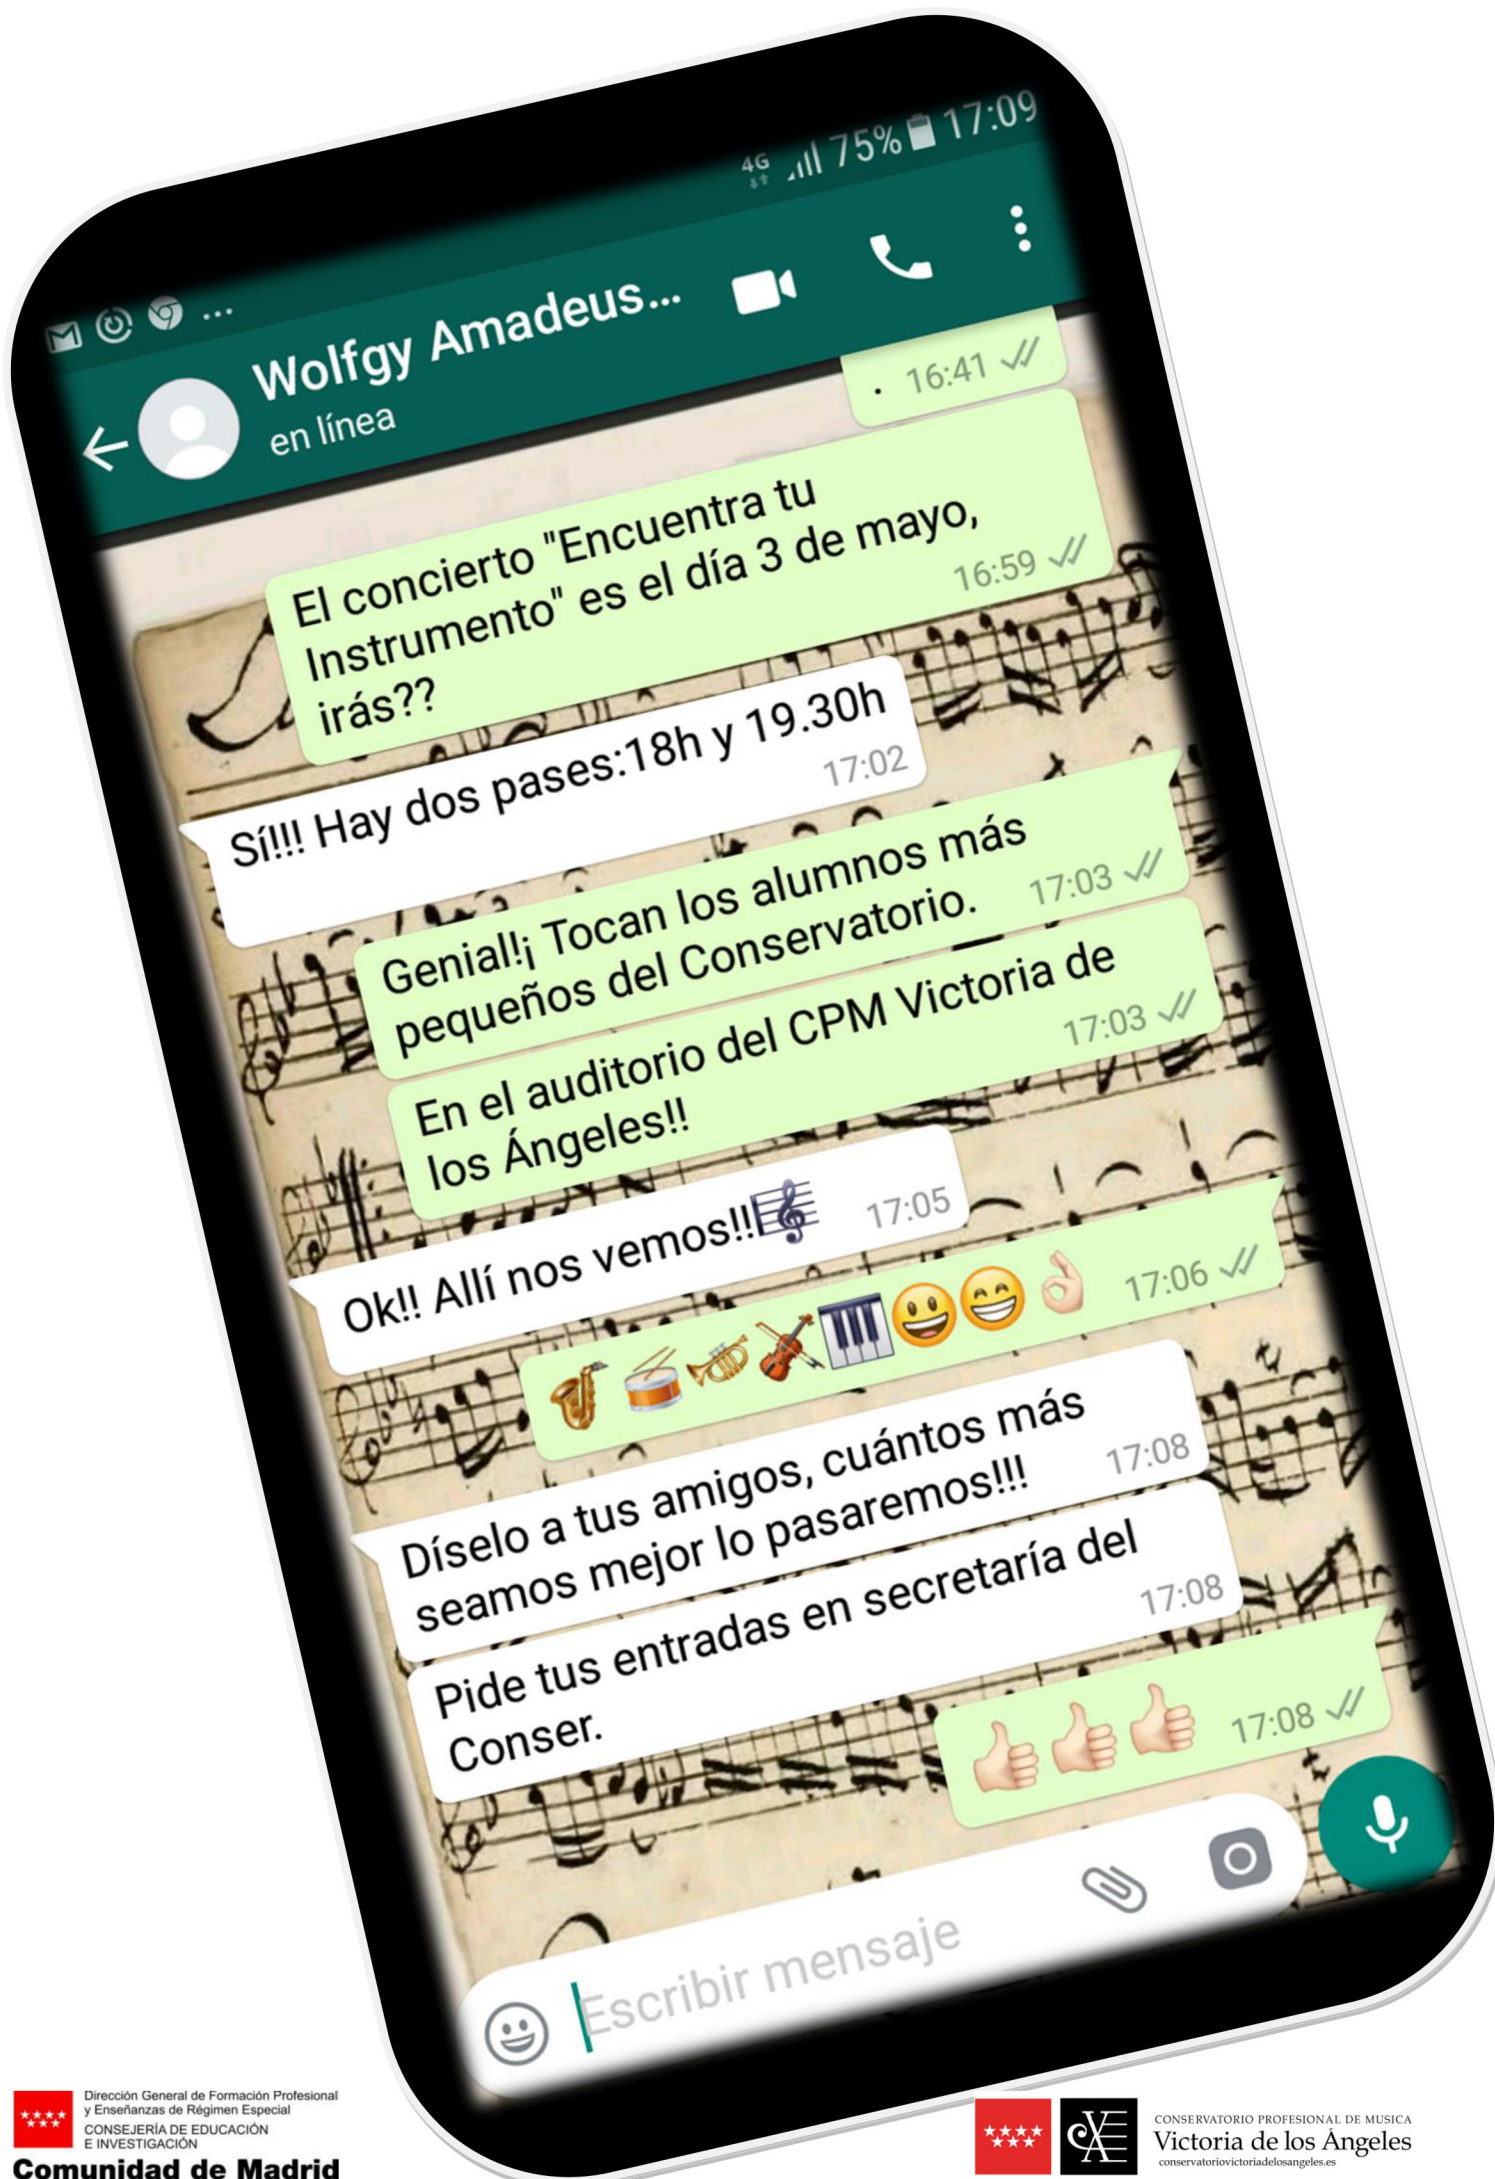 4G 75% 17:09
...
Wolfgy Amadeus...
en línea
. 16:41
El concierto "Encuentra tu
Instrumento" es el día 3 de mayo,
irás??
16:59
Sí!!! Hay dos pases:18h y 19.30h
17:02
Genial!¡ Tocan los alumnos más
pequeños del Conservatorio.
17:03
En el auditorio del CPM Victoria de
los Ángeles!!
17:03
Ok!! Allí nos vemos!!🎼 17:05
🎷🥁🎺🎻🎹😃😁👌🏻 17:06
Díselo a tus amigos, cuántos más
seamos mejor lo pasaremos!!!
17:08
Pide tus entradas en secretaría del
Conser.
17:08
👍🏻👍🏻👍🏻 17:08
Escribir mensaje
Dirección General de Formación Profesional
y Enseñanzas de Régimen Especial
CONSEJERÍA DE EDUCACIÓN
E INVESTIGACIÓN
Comunidad de Madrid
CONSERVATORIO PROFESIONAL DE MUSICA
Victoria de los Ángeles
conservatoriovictoriadelosangeles.es